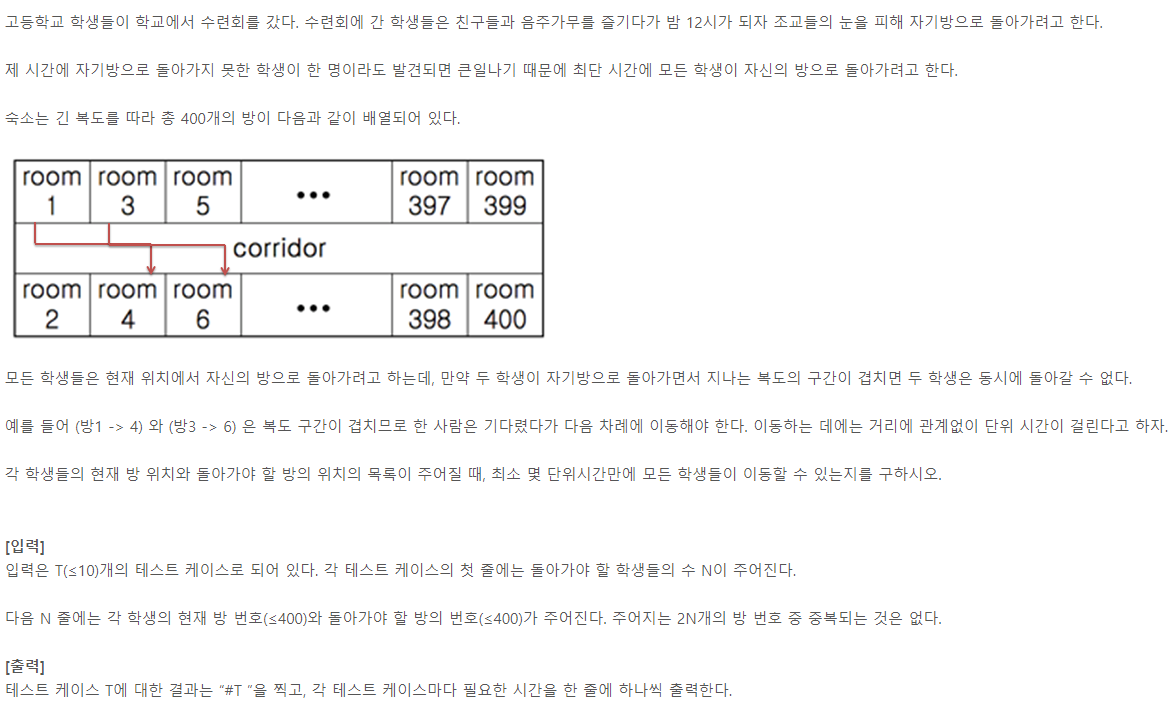 고등학교 학생들이 학교에서 수련회를 갔다. 수련회에 간 학생들은 친구들과 음주가무를 즐기다가 밤 12시가 되자 조교들의 눈을 피해 자기방으로 돌아가려고 한다.
제 시간에 자기방으로 돌아가지 못한 학생이 한 명이라도 발견되면 큰일나기 때문에 최단 시간에 모든 학생이 자신의 방으로 돌아가려고 한다.
숙소는 긴 복도를 따라 총 400개의 방이 다음과 같이 배열되어 있다.
room room room ••• room room
1 3 5 397 399
corridor
room room room ••• room room
2 4 6 398 400
모든 학생들은 현재 위치에서 자신의 방으로 돌아가려고 하는데, 만약 두 학생이 자기방으로 돌아가면서 지나는 복도의 구간이 겹치면 두 학생은 동시에 돌아갈 수 없다.
예를 들어 (방1 -> 4) 와 (방3 -> 6) 은 복도 구간이 겹치므로 한 사람은 기다렸다가 다음 차례에 이동해야 한다. 이동하는 데에는 거리에 관계없이 단위 시간이 걸린다고 하자.
각 학생들의 현재 방 위치와 돌아가야 할 방의 위치의 목록이 주어질 때, 최소 몇 단위시간만에 모든 학생들이 이동할 수 있는지를 구하시오.
[입력]
입력은 T(≤10)개의 테스트 케이스로 되어 있다. 각 테스트 케이스의 첫 줄에는 돌아가야 할 학생들의 수 N이 주어진다.
다음 N 줄에는 각 학생의 현재 방 번호(≤400)와 돌아가야 할 방의 번호(≤400)가 주어진다. 주어지는 2N개의 방 번호 중 중복되는 것은 없다.
[출력]
테스트 케이스 T에 대한 결과는 “#T ”을 찍고, 각 테스트 케이스마다 필요한 시간을 한 줄에 하나씩 출력한다.